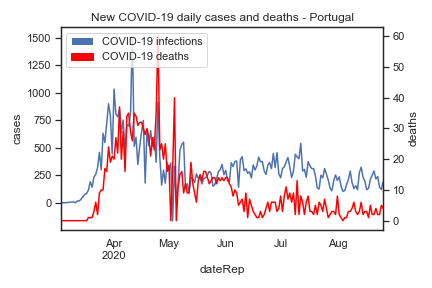 New COVID-19 daily cases and deaths - Portugal
COVID-19 infections
COVID-19 deaths
1500
1250
1000
750
500
250
0
cases
60
50
40
30
20
10
0
deaths
Apr
2020
May
Jun
Jul
Aug
dateRep